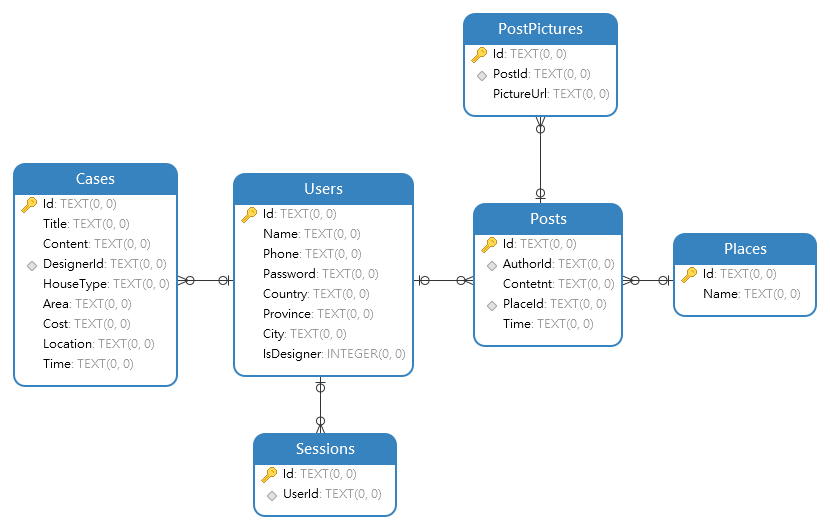 PostPictures
Id: TEXT(0, 0)
PostId: TEXT(0, 0)
PictureUrl: TEXT(0, 0)
Cases
Id: TEXT(0, 0)
Title: TEXT(0, 0)
Content: TEXT(0, 0)
DesignerId: TEXT(0, 0)
HouseType: TEXT(0, 0)
Area: TEXT(0, 0)
Cost: TEXT(0, 0)
Location: TEXT(0, 0)
Time: TEXT(0, 0)
Users
Id: TEXT(0, 0)
Name: TEXT(0, 0)
Phone: TEXT(0, 0)
Password: TEXT(0, 0)
Country: TEXT(0, 0)
Province: TEXT(0, 0)
City: TEXT(0, 0)
IsDesigner: INTEGER(0, 0)
Posts
Id: TEXT(0, 0)
AuthorId: TEXT(0, 0)
Contetnt: TEXT(0, 0)
PlaceId: TEXT(0, 0)
Time: TEXT(0, 0)
Places
Id: TEXT(0, 0)
Name: TEXT(0, 0)
Sessions
Id: TEXT(0, 0)
UserId: TEXT(0, 0)